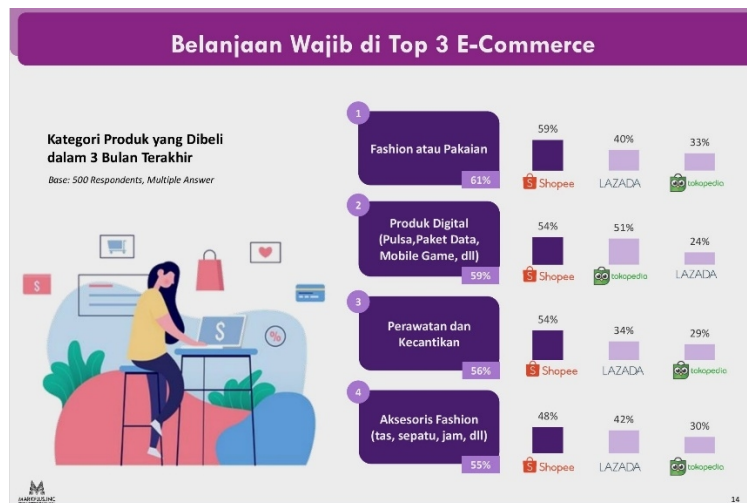 Belanjaan Wajib di Top 3 E-Commerce
Kategori Produk yang Dibeli
dalam 3 Bulan Terakhir
Base: 500 Respondents, Multiple Answer
$
$
%
1
Fashion atau Pakaian
61%
59%
40%
33%
S Shopee
LAZADA
tokopedia
2
Produk Digital
(Pulsa,Paket Data,
Mobile Game, dll)
59%
54%
51%
24%
S Shopee
tokopedia
LAZADA
3
Perawatan dan
Kecantikan
56%
54%
34%
29%
S Shopee
LAZADA
tokopedia
4
Aksesoris Fashion
(tas, sepatu, jam, dll)
55%
48%
42%
30%
S Shopee
LAZADA
tokopedia
MARKPLUS,INC
14